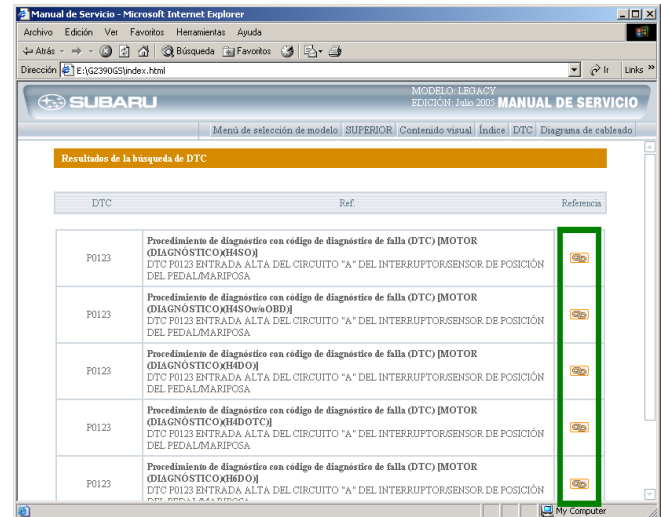 Manual de Servicio - Microsoft Internet Explorer
Archivo Edición Ver Favoritos Herramientas Ayuda
Atrás Búsqueda Favoritos
Dirección E:\G2390GS\index.html Ir Links »
SUBARU
MODELO: LEGACY
EDICIÓN: Julio 2005 MANUAL DE SERVICIO
Menú de selección de modelo SUPERIOR Contenido visual Índice DTC Diagrama de cableado
Resultados de la búsqueda de DTC
DTC Ref. Referencia
Procedimiento de diagnóstico con código de diagnóstico de falla (DTC) [MOTOR
(DIAGNÓSTICO)(H4SO)]
P0123 DTC P0123 ENTRADA ALTA DEL CIRCUITO "A" DEL INTERRUPTOR/SENSOR DE POSICIÓN
DEL PEDAL/MARIPOSA
Procedimiento de diagnóstico con código de diagnóstico de falla (DTC) [MOTOR
(DIAGNÓSTICO)(H4SOw/oOBD)]
P0123 DTC P0123 ENTRADA ALTA DEL CIRCUITO "A" DEL INTERRUPTOR/SENSOR DE POSICIÓN
DEL PEDAL/MARIPOSA
Procedimiento de diagnóstico con código de diagnóstico de falla (DTC) [MOTOR
(DIAGNÓSTICO)(H4DO)]
P0123 DTC P0123 ENTRADA ALTA DEL CIRCUITO "A" DEL INTERRUPTOR/SENSOR DE POSICIÓN
DEL PEDAL/MARIPOSA
Procedimiento de diagnóstico con código de diagnóstico de falla (DTC) [MOTOR
(DIAGNÓSTICO)(H4DOTC)]
P0123 DTC P0123 ENTRADA ALTA DEL CIRCUITO "A" DEL INTERRUPTOR/SENSOR DE POSICIÓN
DEL PEDAL/MARIPOSA
Procedimiento de diagnóstico con código de diagnóstico de falla (DTC) [MOTOR
(DIAGNÓSTICO)(H6DO)]
P0123 DTC P0123 ENTRADA ALTA DEL CIRCUITO "A" DEL INTERRUPTOR/SENSOR DE POSICIÓN
DEL PEDAL/MARIPOSA
My Computer